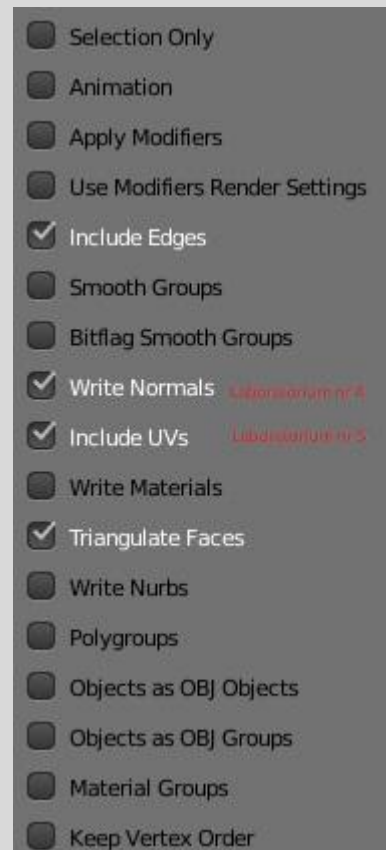 Selection Only
Animation
Apply Modifiers
Use Modifiers Render Settings
Include Edges
Smooth Groups
Bitflag Smooth Groups
Write Normals Laboratorium nr 4
Include UVs Laboratorium nr 5
Write Materials
Triangulate Faces
Write Nurbs
Polygroups
Objects as OBJ Objects
Objects as OBJ Groups
Material Groups
Keep Vertex Order